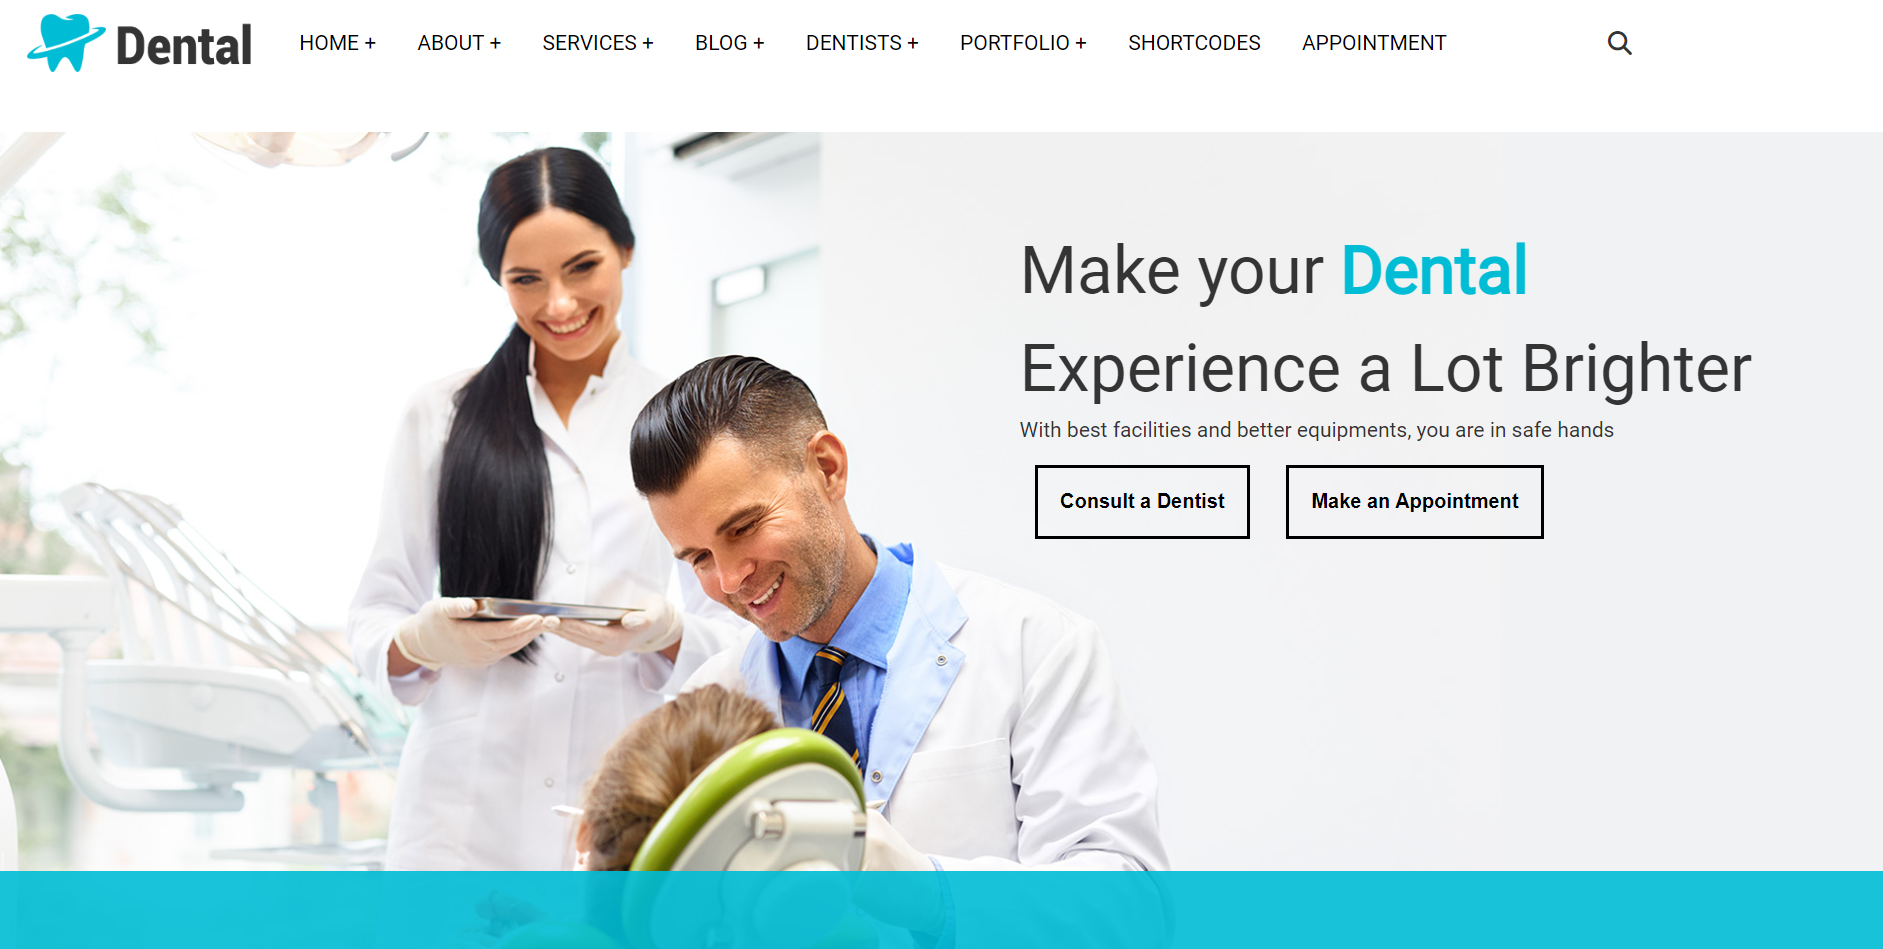 Dental
HOME + ABOUT + SERVICES + BLOG + DENTISTS + PORTFOLIO + SHORTCODES APPOINTMENT
Make your Dental
Experience a Lot Brighter
With best facilities and better equipments, you are in safe hands
Consult a Dentist Make an Appointment